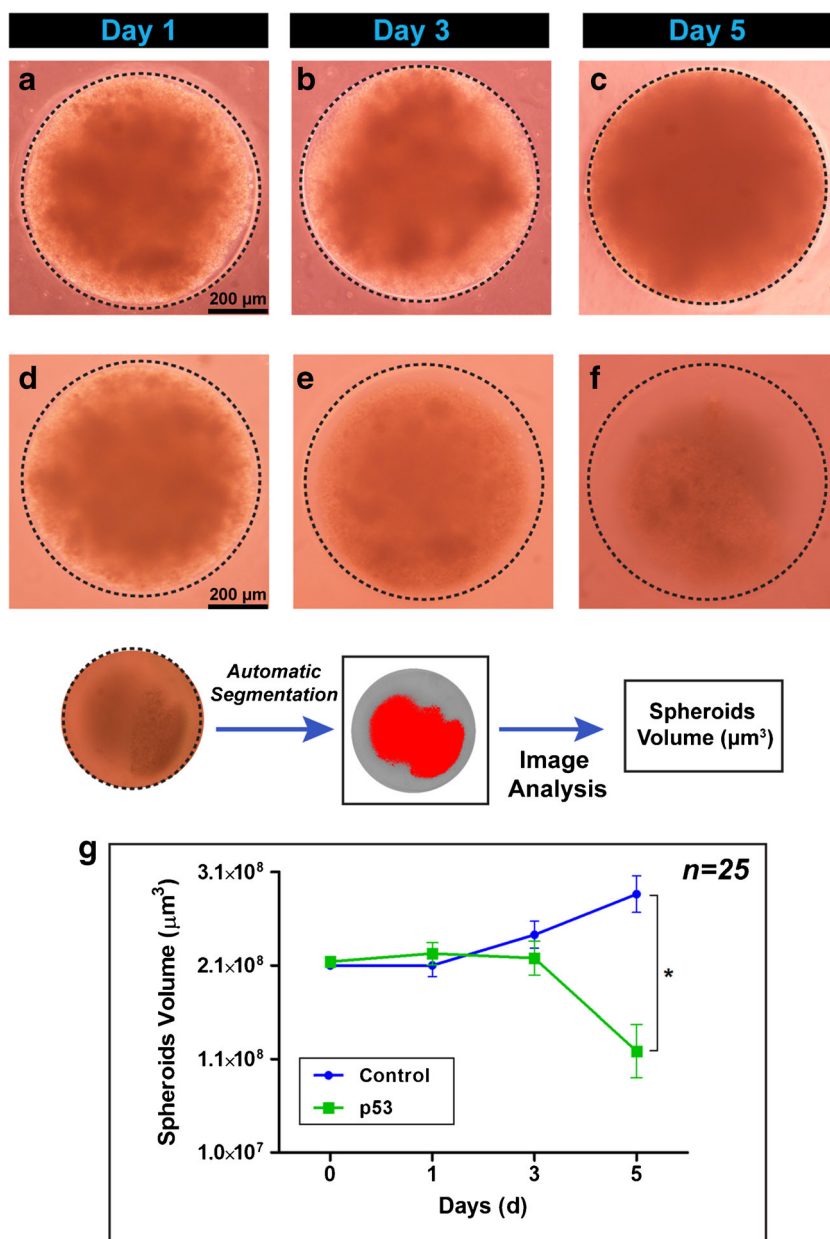 Day 1
Day 3
Day 5
a
b
c
200 µm
d
e
f
200 µm
Automatic
Segmentation
Image
Analysis
Spheroids
Volume (µm³)
g
n=25
Spheroids Volume (µm³)
3.1×10⁸
2.1×10⁸
1.1×10⁸
1.0×10⁷
*
Control
p53
0 1 3 5
Days (d)